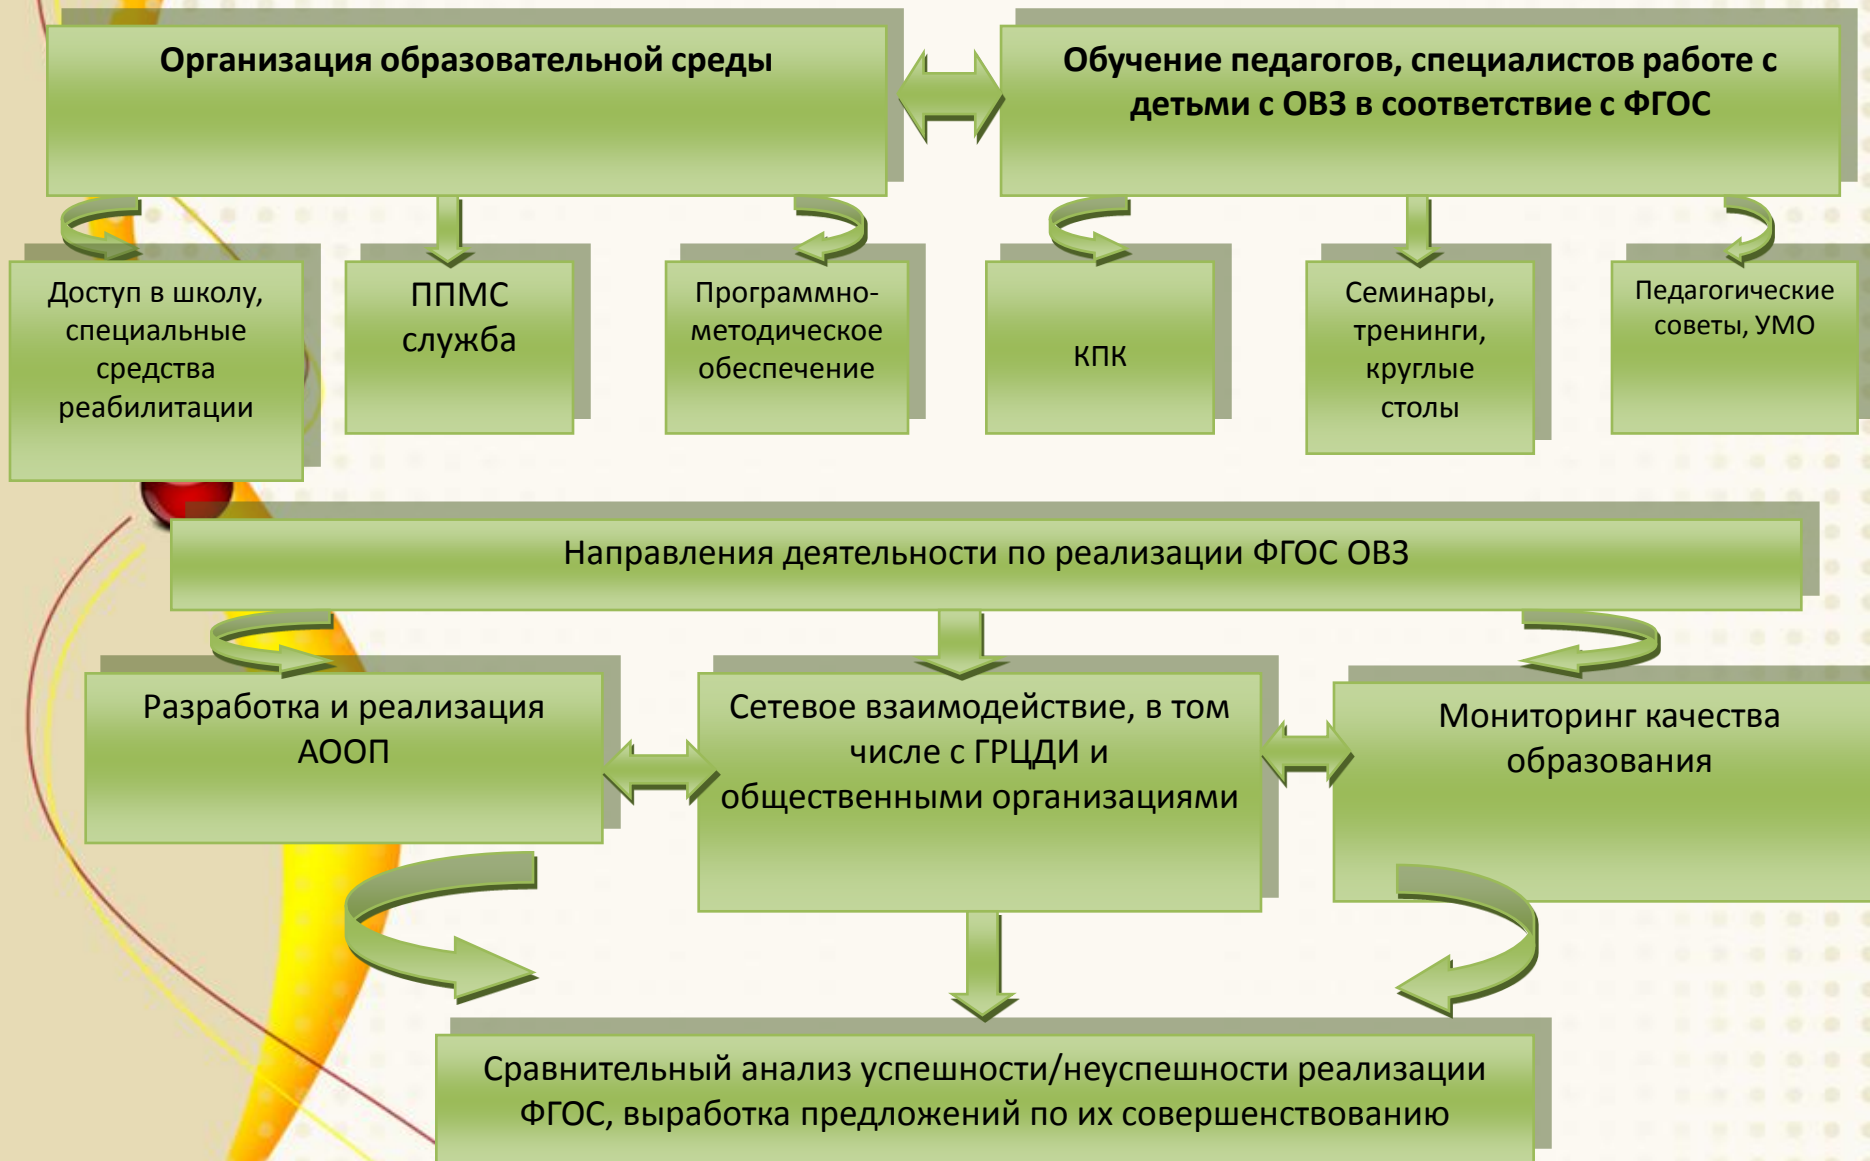 Организация образовательной среды
Обучение педагогов, специалистов работе с
детьми с ОВЗ в соответствие с ФГОС
Доступ в школу,
специальные
средства
реабилитации
ППМС
служба
Программно-
методическое
обеспечение
КПК
Семинары,
тренинги,
круглые
столы
Педагогические
советы, УМО
Направления деятельности по реализации ФГОС ОВЗ
Разработка и реализация
АООП
Сетевое взаимодействие, в том
числе с ГРЦДИ и
общественными организациями
Мониторинг качества
образования
Сравнительный анализ успешности/неуспешности реализации
ФГОС, выработка предложений по их совершенствованию